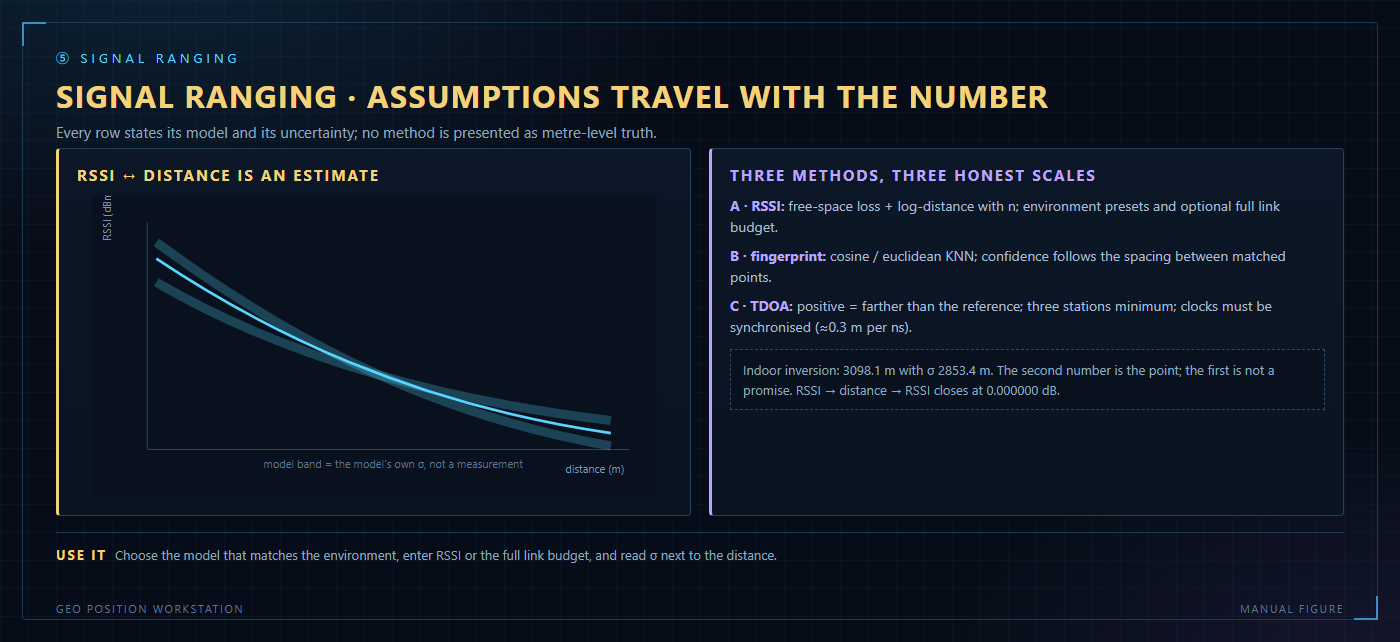 ⑤ SIGNAL RANGING
SIGNAL RANGING · ASSUMPTIONS TRAVEL WITH THE NUMBER
Every row states its model and its uncertainty; no method is presented as metre-level truth.
RSSI ↔ DISTANCE IS AN ESTIMATE
RSSI (dBm
model band = the model's own σ, not a measurement
distance (m)
THREE METHODS, THREE HONEST SCALES
A · RSSI: free-space loss + log-distance with n; environment presets and optional full link
budget.
B · fingerprint: cosine / euclidean KNN; confidence follows the spacing between matched
points.
C · TDOA: positive = farther than the reference; three stations minimum; clocks must be
synchronised (≈0.3 m per ns).
Indoor inversion: 3098.1 m with σ 2853.4 m. The second number is the point; the first is not a
promise. RSSI → distance → RSSI closes at 0.000000 dB.
USE IT Choose the model that matches the environment, enter RSSI or the full link budget, and read σ next to the distance.
GEO POSITION WORKSTATION
MANUAL FIGURE